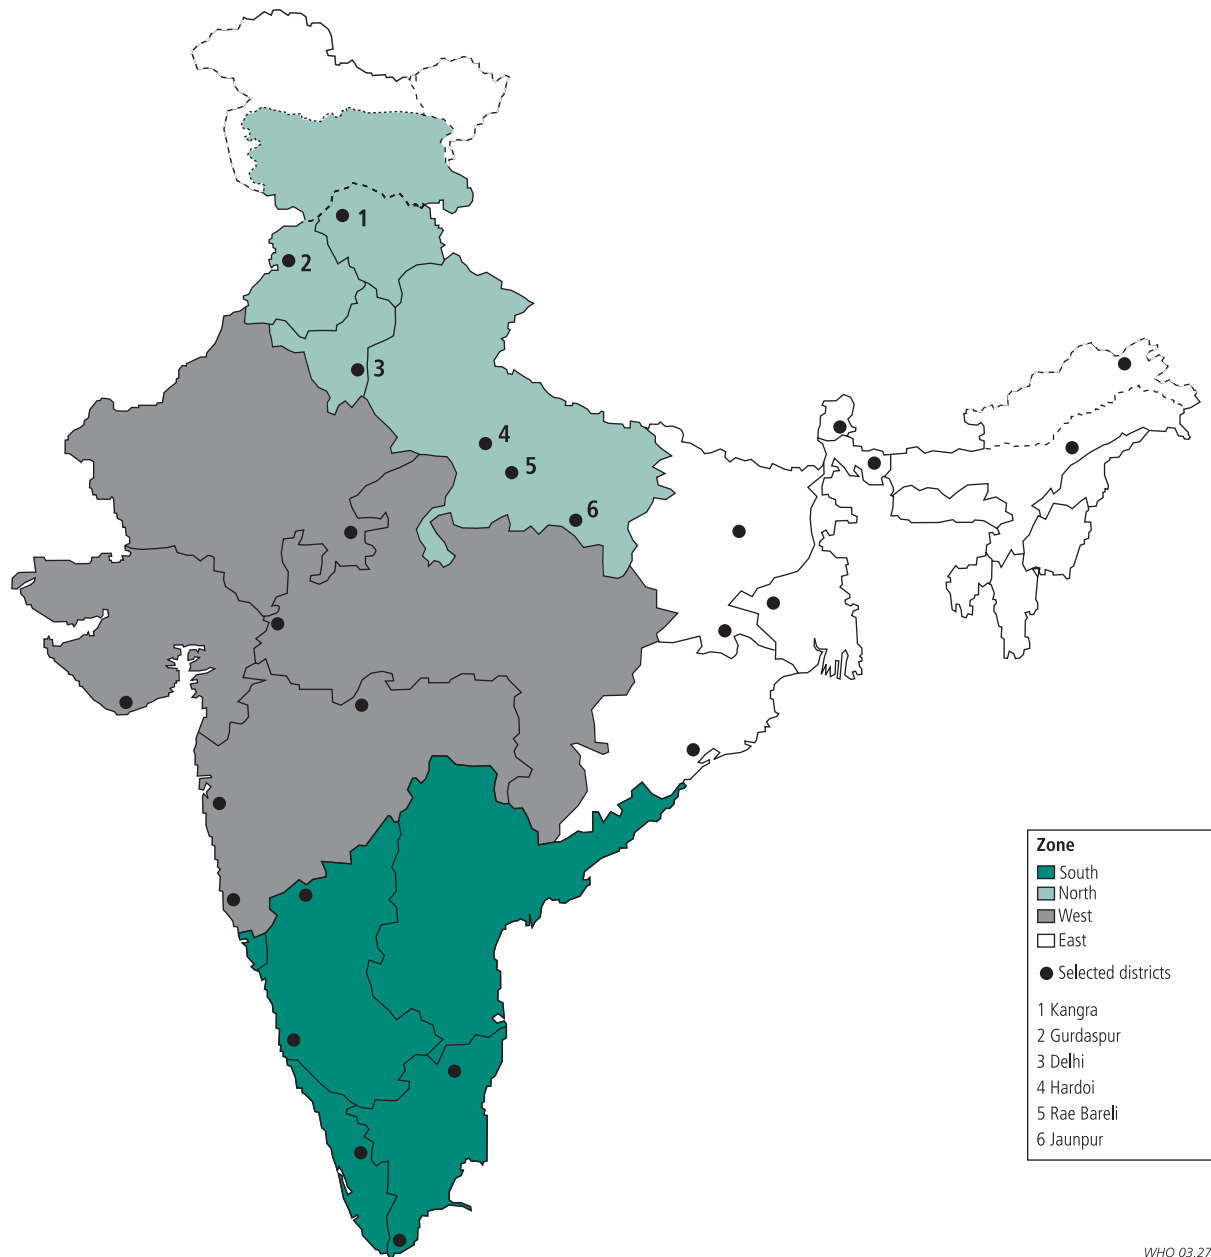 1
2
3
4
5
6
Zone
South
North
West
East
Selected districts
1 Kangra
2 Gurdaspur
3 Delhi
4 Hardoi
5 Rae Bareli
6 Jaunpur
WHO 03.27